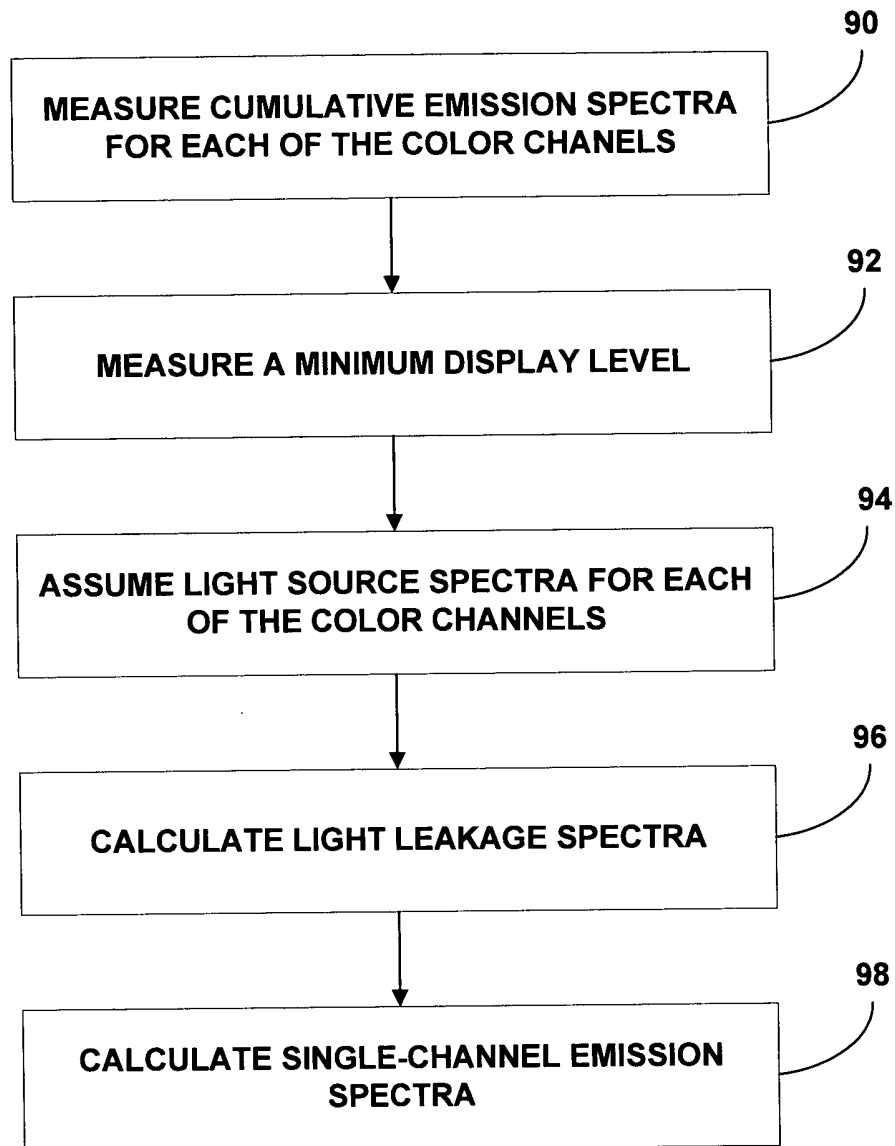 90
MEASURE CUMULATIVE EMISSION SPECTRA
FOR EACH OF THE COLOR CHANELS
92
MEASURE A MINIMUM DISPLAY LEVEL
94
ASSUME LIGHT SOURCE SPECTRA FOR EACH
OF THE COLOR CHANNELS
96
CALCULATE LIGHT LEAKAGE SPECTRA
98
CALCULATE SINGLE-CHANNEL EMISSION
SPECTRA